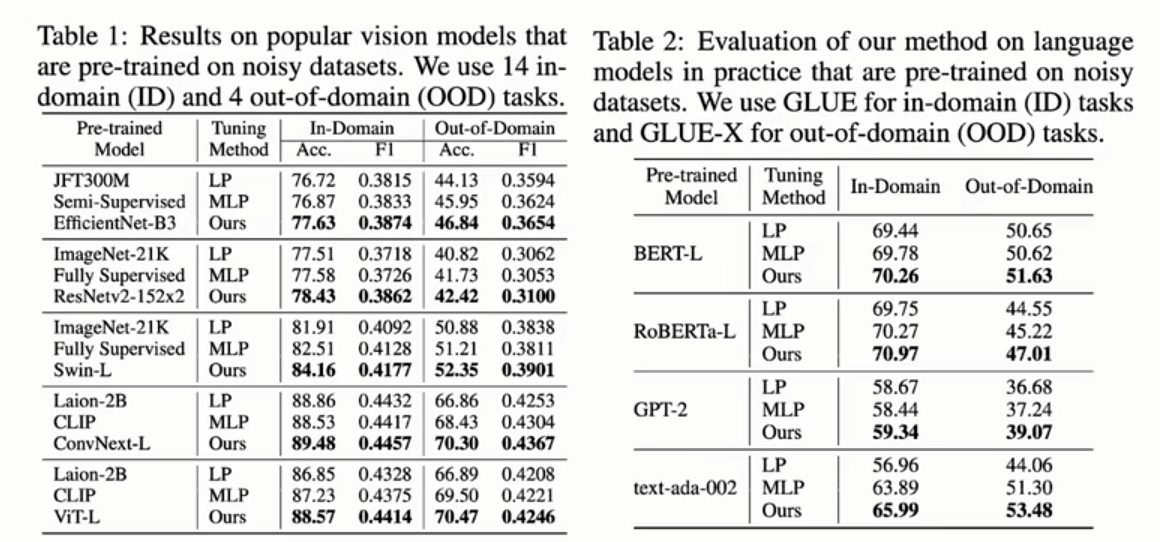 Table 1: Results on popular vision models that
are pre-trained on noisy datasets. We use 14 in-
domain (ID) and 4 out-of-domain (OOD) tasks.
Pre-trained Model Tuning Method In-Domain Out-of-Domain
Acc. F1 Acc. F1
JFT300M LP 76.72 0.3815 44.13 0.3594
Semi-Supervised MLP 76.87 0.3833 45.95 0.3624
EfficientNet-B3 Ours 77.63 0.3874 46.84 0.3654
ImageNet-21K LP 77.51 0.3718 40.82 0.3062
Fully Supervised MLP 77.58 0.3726 41.73 0.3053
ResNetv2-152x2 Ours 78.43 0.3862 42.42 0.3100
ImageNet-21K LP 81.91 0.4092 50.88 0.3838
Fully Supervised MLP 82.51 0.4128 51.21 0.3811
Swin-L Ours 84.16 0.4177 52.35 0.3901
Laion-2B LP 88.86 0.4432 66.86 0.4253
CLIP MLP 88.53 0.4417 68.43 0.4304
ConvNext-L Ours 89.48 0.4457 70.30 0.4367
Laion-2B LP 86.85 0.4328 66.89 0.4208
CLIP MLP 87.23 0.4375 69.50 0.4221
ViT-L Ours 88.57 0.4414 70.47 0.4246
Table 2: Evaluation of our method on language
models in practice that are pre-trained on noisy
datasets. We use GLUE for in-domain (ID) tasks
and GLUE-X for out-of-domain (OOD) tasks.
Pre-trained Model Tuning Method In-Domain Out-of-Domain
LP 69.44 50.65
BERT-L MLP 69.78 50.62
Ours 70.26 51.63
LP 69.75 44.55
RoBERTa-L MLP 70.27 45.22
Ours 70.97 47.01
LP 58.67 36.68
GPT-2 MLP 58.44 37.24
Ours 59.34 39.07
LP 56.96 44.06
text-ada-002 MLP 63.89 51.30
Ours 65.99 53.48